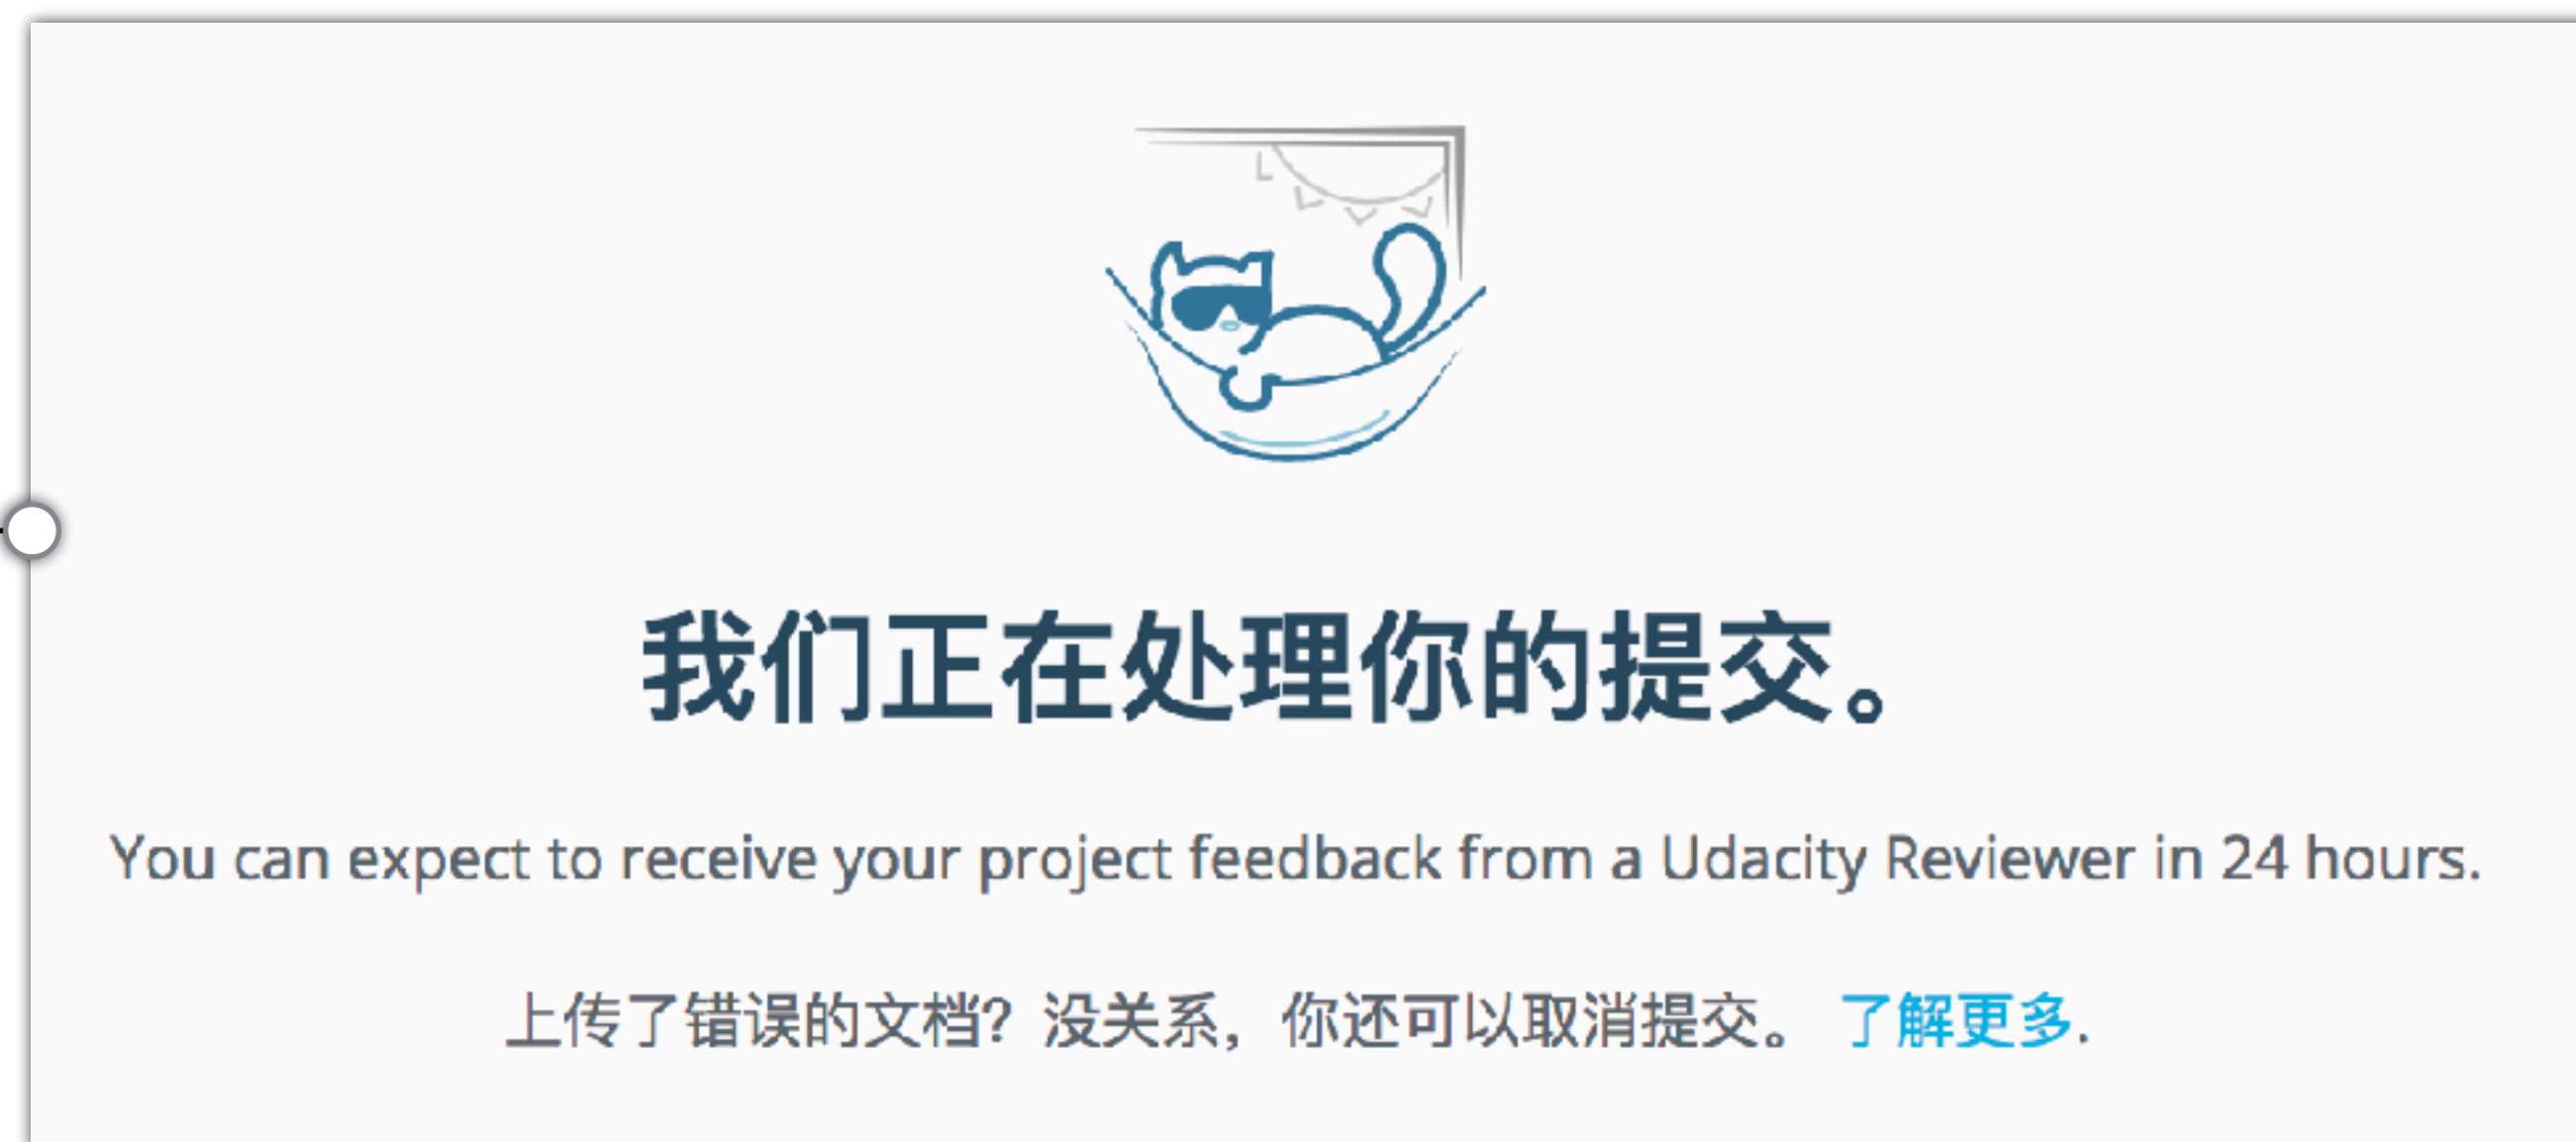 我们正在处理你的提交。
You can expect to receive your project feedback from a Udacity Reviewer in 24 hours.
上传了错误的文档？没关系，你还可以取消提交。 了解更多.